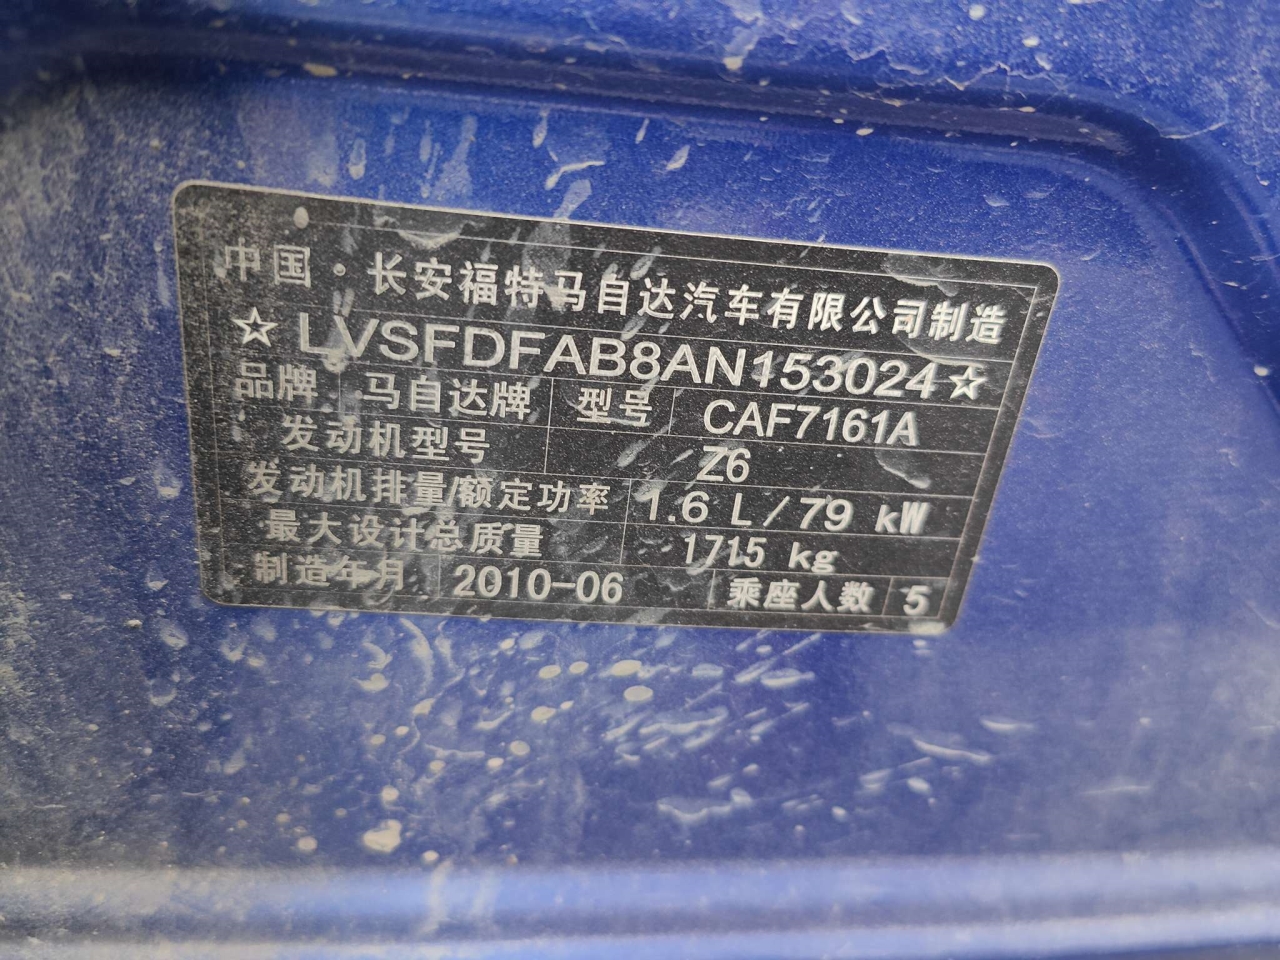 中国·长安福特马自达汽车有限公司制造
☆LVSFDFAB8AN153024☆
品牌 马自达牌 型号 CAF7161A
发动机型号 Z6
发动机排量/额定功率 1.6 L/79 kW
最大设计总质量 1715 kg
制造年月 2010-06 乘座人数 5